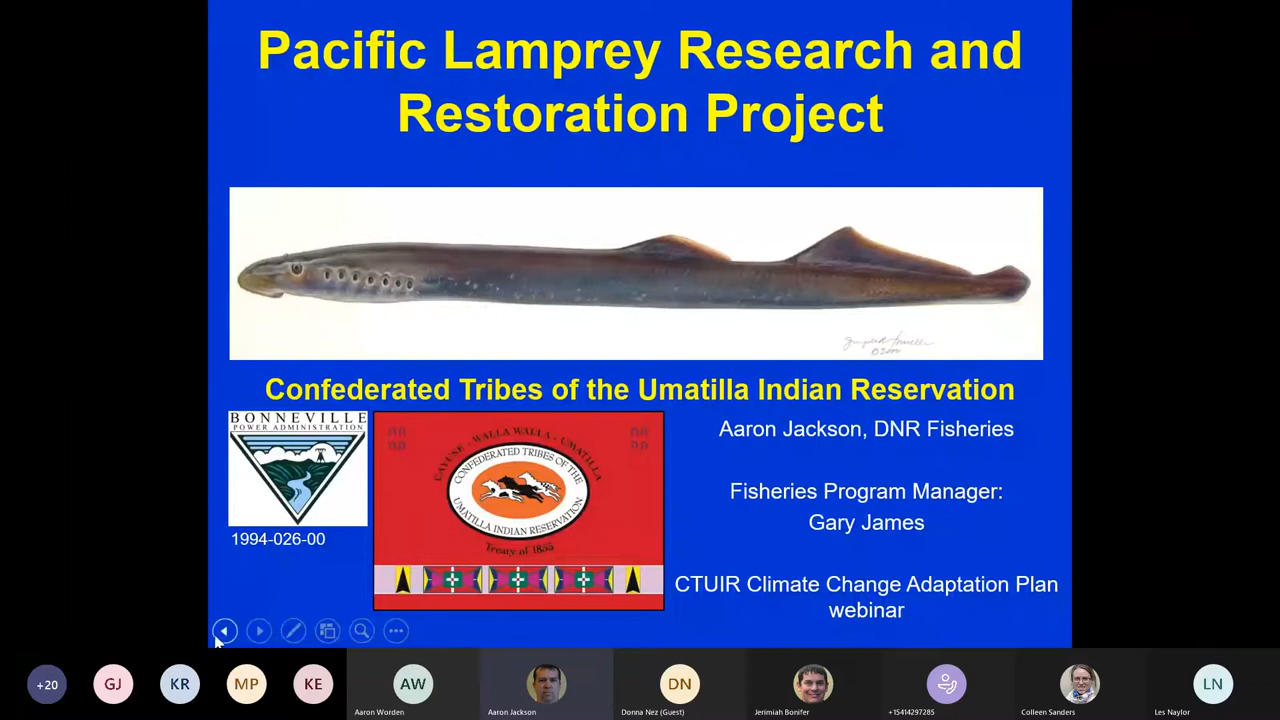 Pacific Lamprey Research and
Restoration Project
©2000
Confederated Tribes of the Umatilla Indian Reservation
BONNEVILLE
POWER ADMINISTRATION
1994-026-00
CAYUSE - WALLA WALLA - UMATILLA
CONFEDERATED TRIBES OF THE
UMATILLA INDIAN RESERVATION
Treaty of 1855
Aaron Jackson, DNR Fisheries
Fisheries Program Manager:
Gary James
CTUIR Climate Change Adaptation Plan
webinar
+20
GJ
KR
MP
KE
AW
Aaron Worden
Aaron Jackson
DN
Donna Nez (Guest)
Jerimiah Bonifer
+15414297285
Colleen Sanders
LN
Les Naylor